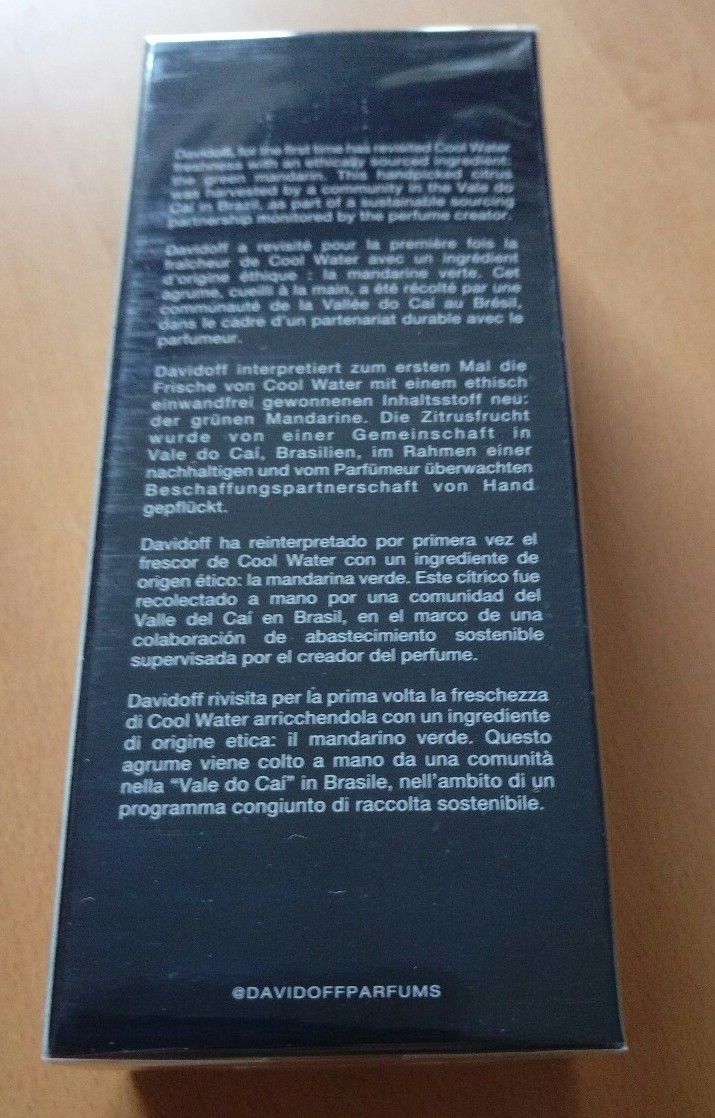 Davidoff, for the first time has revisited Cool Water
freshness with an ethically sourced ingredient,
the green mandarin. This handpicked citrus
was harvested by a community in the Vale do
Caí in Brazil, as part of a sustainable sourcing
partnership monitored by the perfume creator.
Davidoff a revisité pour la première fois la
fraîcheur de Cool Water avec un ingrédient
d'origine éthique : la mandarine verte. Cet
agrume, cueilli à la main, a été récolté par une
communauté de la Vallée do Caí au Brésil,
dans le cadre d'un partenariat durable avec le
parfumeur.
Davidoff interpretiert zum ersten Mal die
Frische von Cool Water mit einem ethisch
einwandfrei gewonnenen Inhaltsstoff neu:
der grünen Mandarine. Die Zitrusfrucht
wurde von einer Gemeinschaft in
Vale do Caí, Brasilien, im Rahmen einer
nachhaltigen und vom Parfümeur überwachten
Beschaffungspartnerschaft von Hand
gepflückt.
Davidoff ha reinterpretado por primera vez el
frescor de Cool Water con un ingrediente de
origen ético: la mandarina verde. Este cítrico fue
recolectado a mano por una comunidad del
Valle del Caí en Brasil, en el marco de una
colaboración de abastecimiento sostenible
supervisada por el creador del perfume.
Davidoff rivisita per la prima volta la freschezza
di Cool Water arricchendola con un ingrediente
di origine etica: il mandarino verde. Questo
agrume viene colto a mano da una comunità
nella “Vale do Caí” in Brasile, nell'ambito di un
programma congiunto di raccolta sostenibile.
@DAVIDOFFPARFUMS